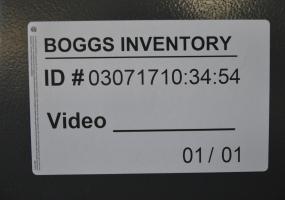 BOGGS INVENTORY
ID # 03071710:34:54
Video
01/ 01